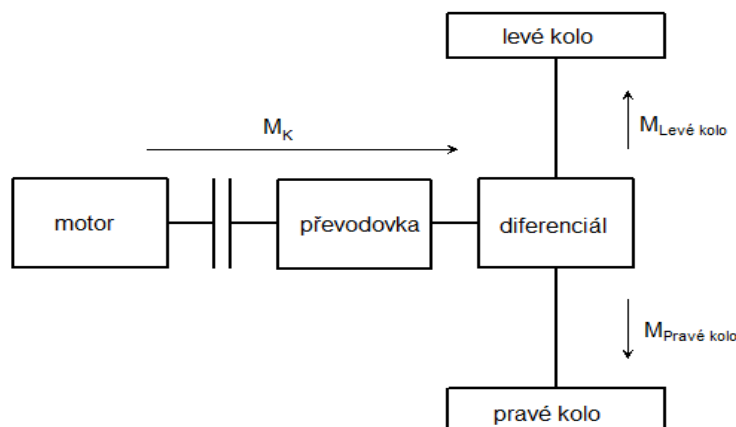 levé kolo
M_K
M_Levé kolo
motor
převodovka
diferenciál
M_Pravé kolo
pravé kolo